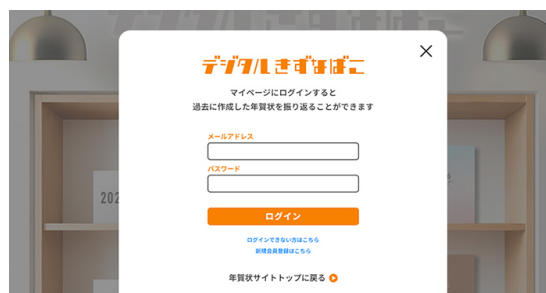 デジタルきずなばこ
マイページにログインすると
過去に作成した年賀状を振り返ることができます
メールアドレス
パスワード
ログイン
ログインできない方はこちら
新規会員登録はこちら
年賀状サイトトップに戻る
202